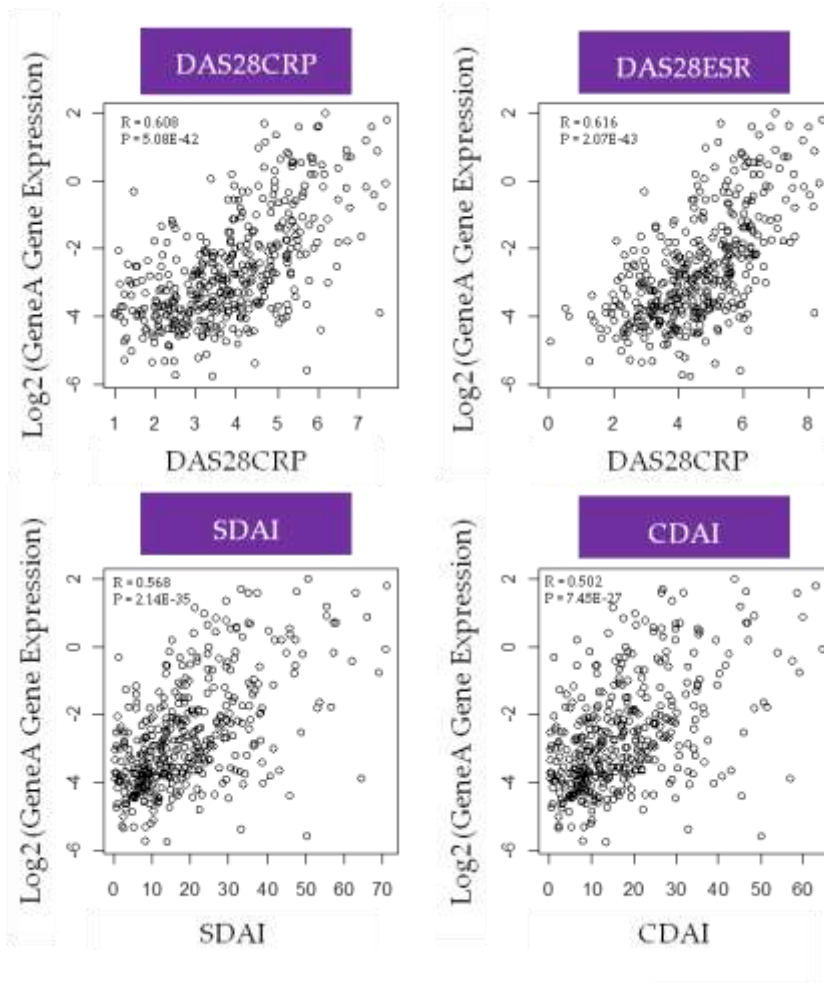 DAS28CRP
Log2 (GeneA Gene Expression)
R = 0.608
P = 5.08E-42
2
0
-2
-4
-6
1 2 3 4 5 6 7
DAS28CRP
DAS28ESR
Log2 (GeneA Gene Expression)
R = 0.616
P = 2.07E-43
2
0
-2
-4
-6
0 2 4 6 8
DAS28CRP
SDAI
Log2 (GeneA Gene Expression)
R = 0.568
P = 2.14E-35
2
0
-2
-4
-6
0 10 20 30 40 50 60 70
SDAI
CDAI
Log2 (GeneA Gene Expression)
R = 0.502
P = 7.45E-27
2
0
-2
-4
-6
0 10 20 30 40 50 60
CDAI